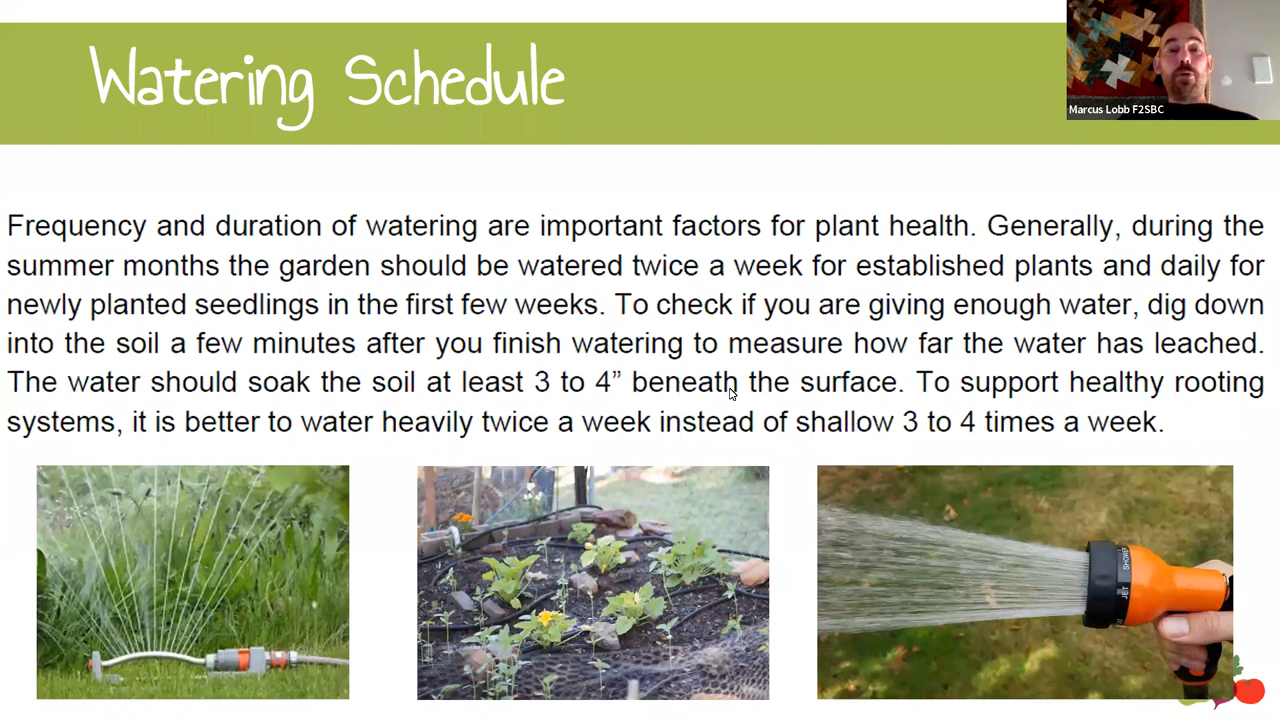 Watering Schedule
Marcus Lobb F2SBC
Frequency and duration of watering are important factors for plant health. Generally, during the
summer months the garden should be watered twice a week for established plants and daily for
newly planted seedlings in the first few weeks. To check if you are giving enough water, dig down
into the soil a few minutes after you finish watering to measure how far the water has leached.
The water should soak the soil at least 3 to 4” beneath the surface. To support healthy rooting
systems, it is better to water heavily twice a week instead of shallow 3 to 4 times a week.
SHOWER
JET